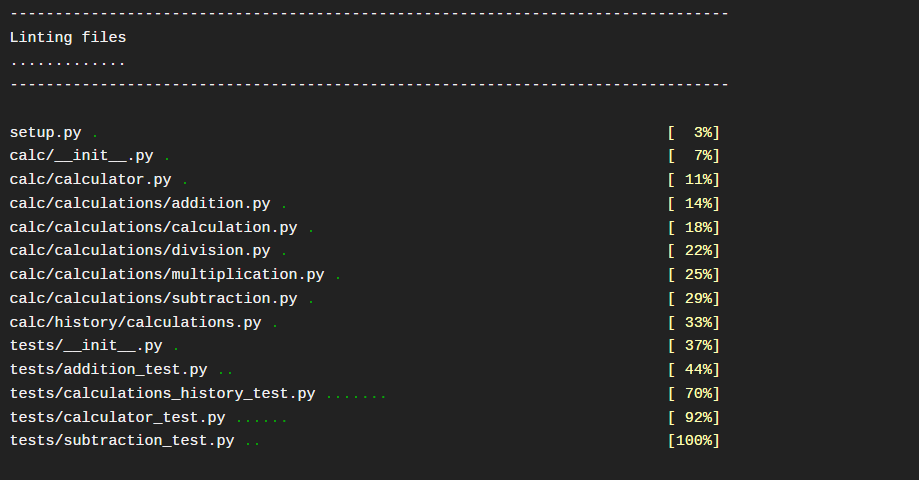 --------------------------------------------------------------------------------
Linting files
.............
--------------------------------------------------------------------------------
setup.py . [  3%]
calc/__init__.py . [  7%]
calc/calculator.py . [ 11%]
calc/calculations/addition.py . [ 14%]
calc/calculations/calculation.py . [ 18%]
calc/calculations/division.py . [ 22%]
calc/calculations/multiplication.py . [ 25%]
calc/calculations/subtraction.py . [ 29%]
calc/history/calculations.py . [ 33%]
tests/__init__.py . [ 37%]
tests/addition_test.py .. [ 44%]
tests/calculations_history_test.py ....... [ 70%]
tests/calculator_test.py ...... [ 92%]
tests/subtraction_test.py .. [100%]